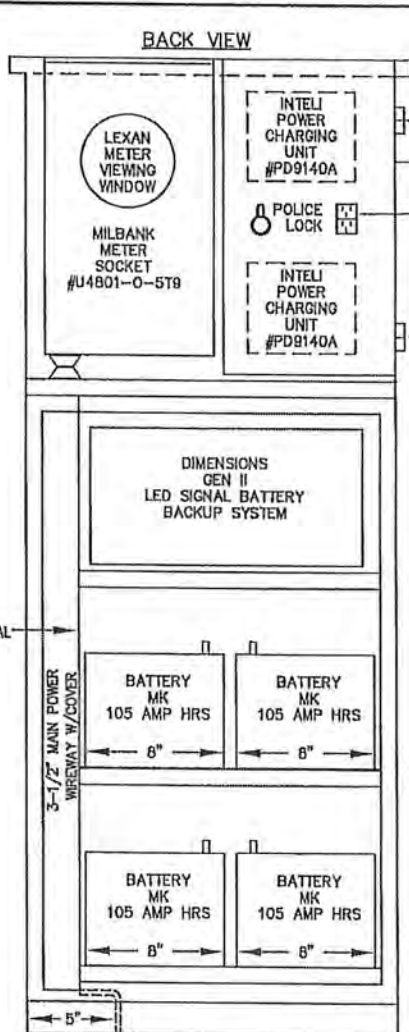 BACK VIEW
LEXAN
METER
VIEWING
WINDOW
MILBANK
METER
SOCKET
#U4801-O-5T9
INTELI
POWER
CHARGING
UNIT
#PD9140A
POLICE
LOCK
INTELI
POWER
CHARGING
UNIT
#PD9140A
DIMENSIONS
GEN II
LED SIGNAL BATTERY
BACKUP SYSTEM
AL
3-1/2" MAIN POWER
WIREWAY W/COVER
BATTERY
MK
105 AMP HRS
8"
BATTERY
MK
105 AMP HRS
8"
BATTERY
MK
105 AMP HRS
8"
BATTERY
MK
105 AMP HRS
8"
5"